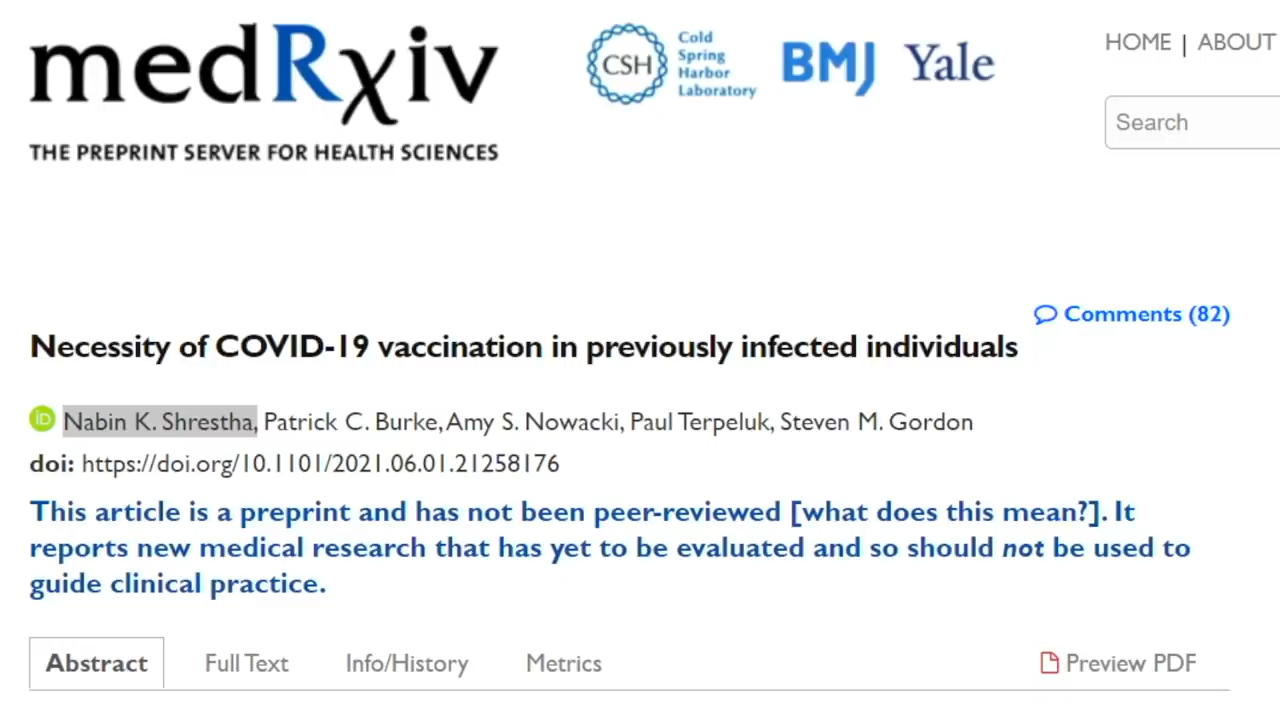 medRxiv
THE PREPRINT SERVER FOR HEALTH SCIENCES
CSH
Cold
Spring
Harbor
Laboratory
BMJ
Yale
HOME | ABOUT
Search
Comments (82)
Necessity of COVID-19 vaccination in previously infected individuals
iD Nabin K. Shrestha, Patrick C. Burke, Amy S. Nowacki, Paul Terpeluk, Steven M. Gordon
doi: https://doi.org/10.1101/2021.06.01.21258176
This article is a preprint and has not been peer-reviewed [what does this mean?]. It
reports new medical research that has yet to be evaluated and so should not be used to
guide clinical practice.
Abstract Full Text Info/History Metrics Preview PDF